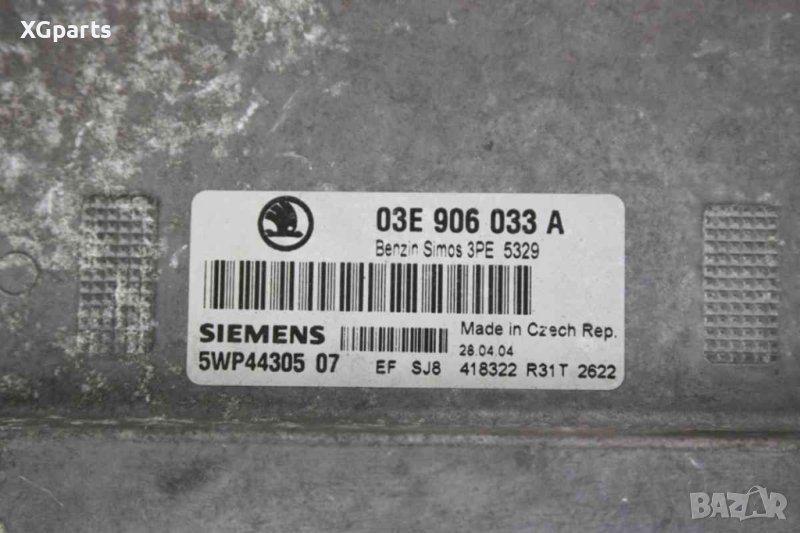 XGparts
03E 906 033 A
Benzin Simos 3PE 5329
SIEMENS
Made in Czech Rep.
28.04.04
5WP44305 07
EF SJ8 418322 R31T 2622
BAZAR